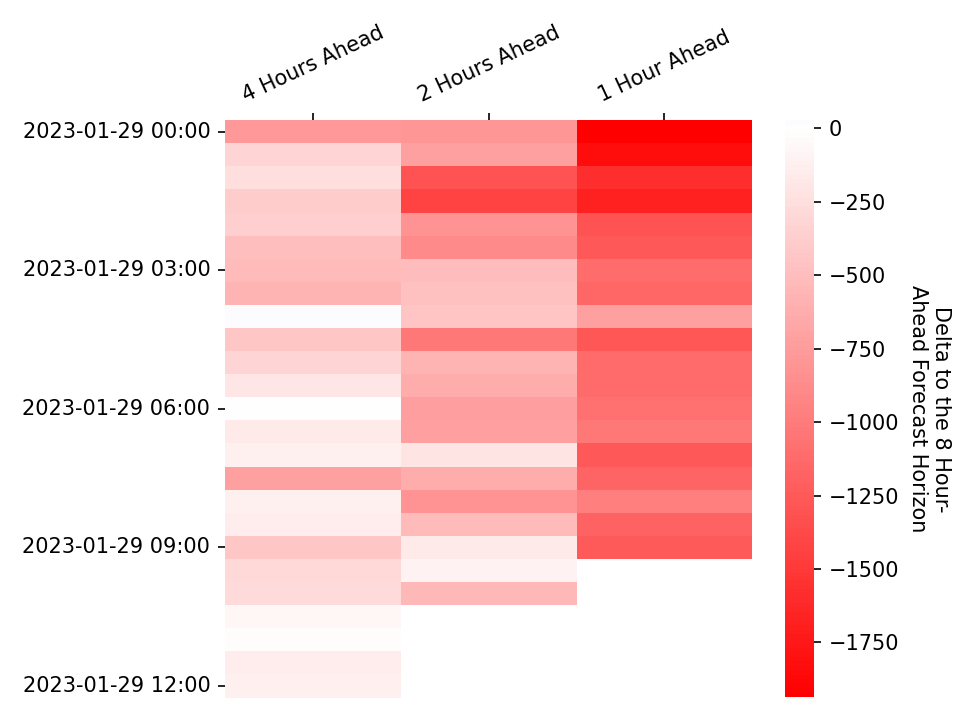 4 Hours Ahead
2 Hours Ahead
1 Hour Ahead
2023-01-29 00:00
2023-01-29 03:00
2023-01-29 06:00
2023-01-29 09:00
2023-01-29 12:00
0
−250
−500
−750
−1000
−1250
−1500
−1750
Delta to the 8 Hour-
Ahead Forecast Horizon